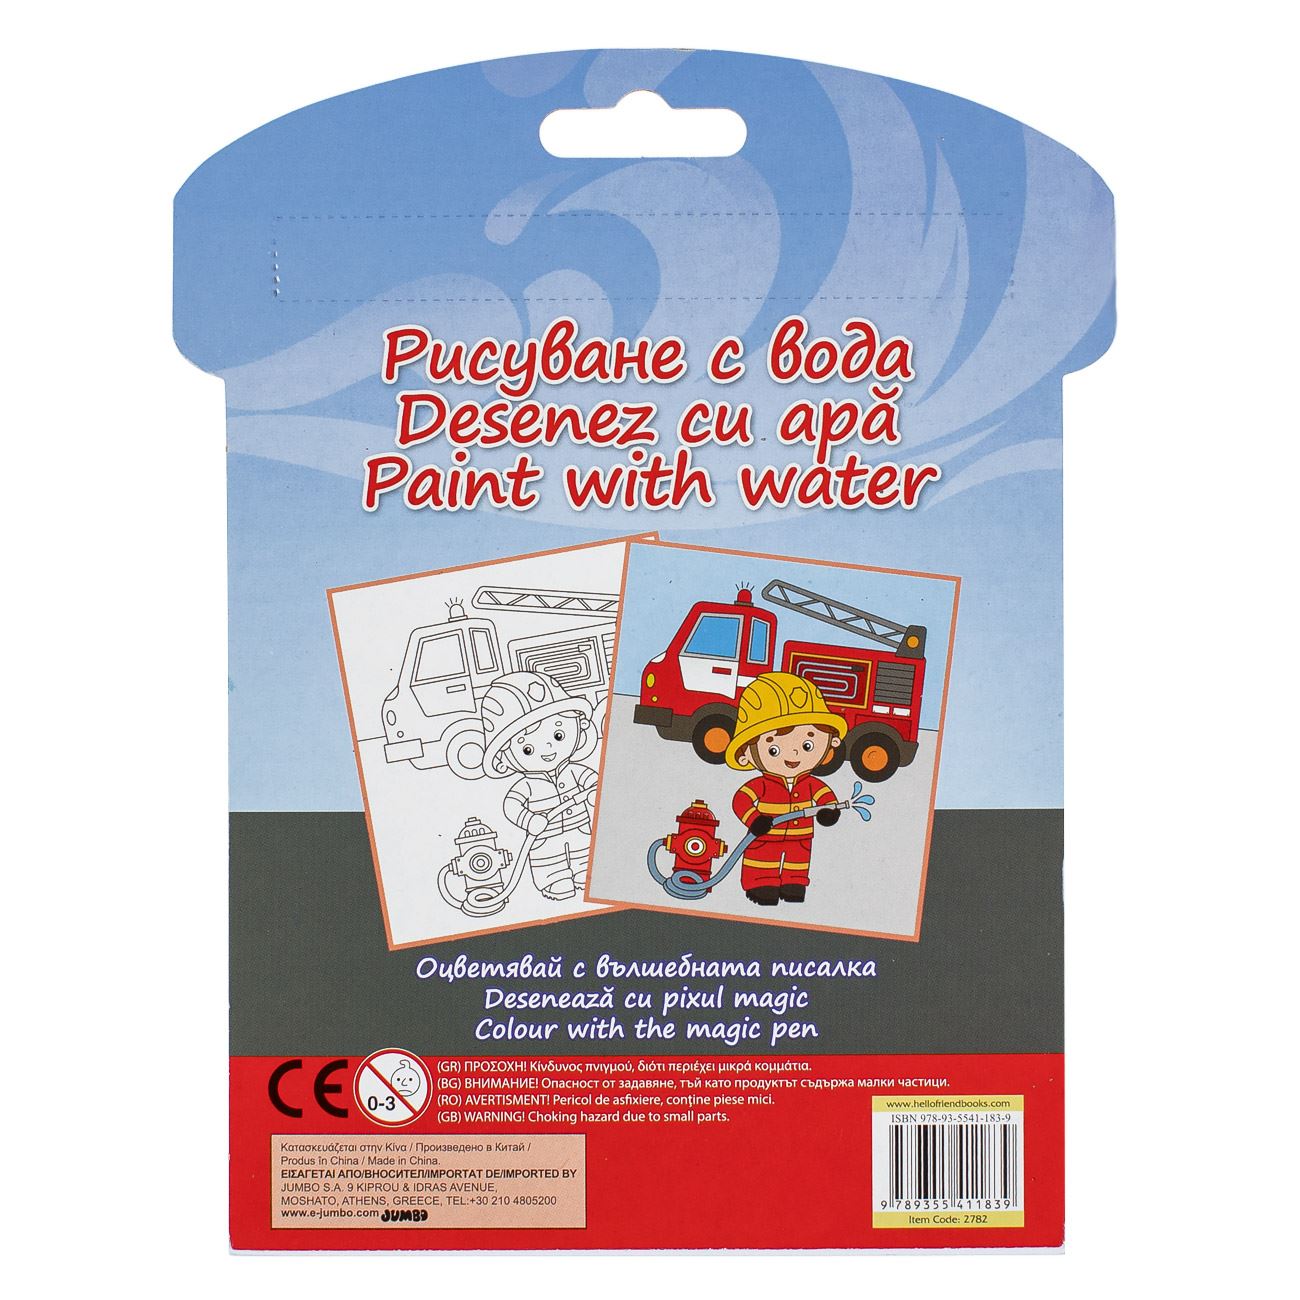 Рисуване с вода
Desenez cu apă
Paint with water
Оцветявай с вълшебната писалка
Desenează cu pixul magic
Colour with the magic pen
CE
0-3
(GR) ΠΡΟΣΟΧΗ! Κίνδυνος πνιγμού, διότι περιέχει μικρά κομμάτια.
(BG) ВНИМАНИЕ! Опасност от задавяне, тъй като продуктът съдържа малки частици.
(RO) AVERTISMENT! Pericol de asfixiere, conține piese mici.
(GB) WARNING! Choking hazard due to small parts.
Κατασκευάζεται στην Κίνα / Произведено в Китай /
Produs în China / Made in China.
ΕΙΣΑΓΕΤΑΙ ΑΠΟ/ВНОСИТЕЛ/IMPORTAT DE/IMPORTED BY
JUMBO S.A. 9 KIPROU & IDRAS AVENUE,
MOSHATO, ATHENS, GREECE, TEL:+30 210 4805200
www.e-jumbo.com JUMBO
www.hellofriendbooks.com
ISBN 978-93-5541-183-9
9 789355 411839
Item Code: 2782